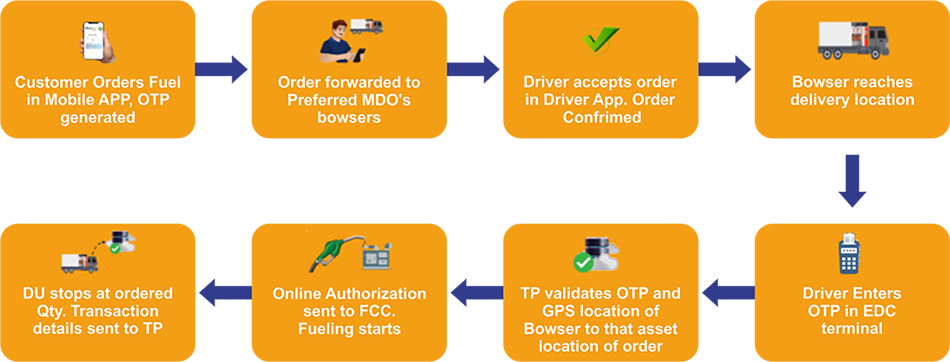 Customer Orders Fuel
in Mobile APP, OTP
generated
Order forwarded to
Preferred MDO's
bowsers
Driver accepts order
in Driver App. Order
Confrimed
Bowser reaches
delivery location
Driver Enters
OTP in EDC
terminal
TP validates OTP and
GPS location of
Bowser to that asset
location of order
Online Authorization
sent to FCC.
Fueling starts
DU stops at ordered
Qty. Transaction
details sent to TP